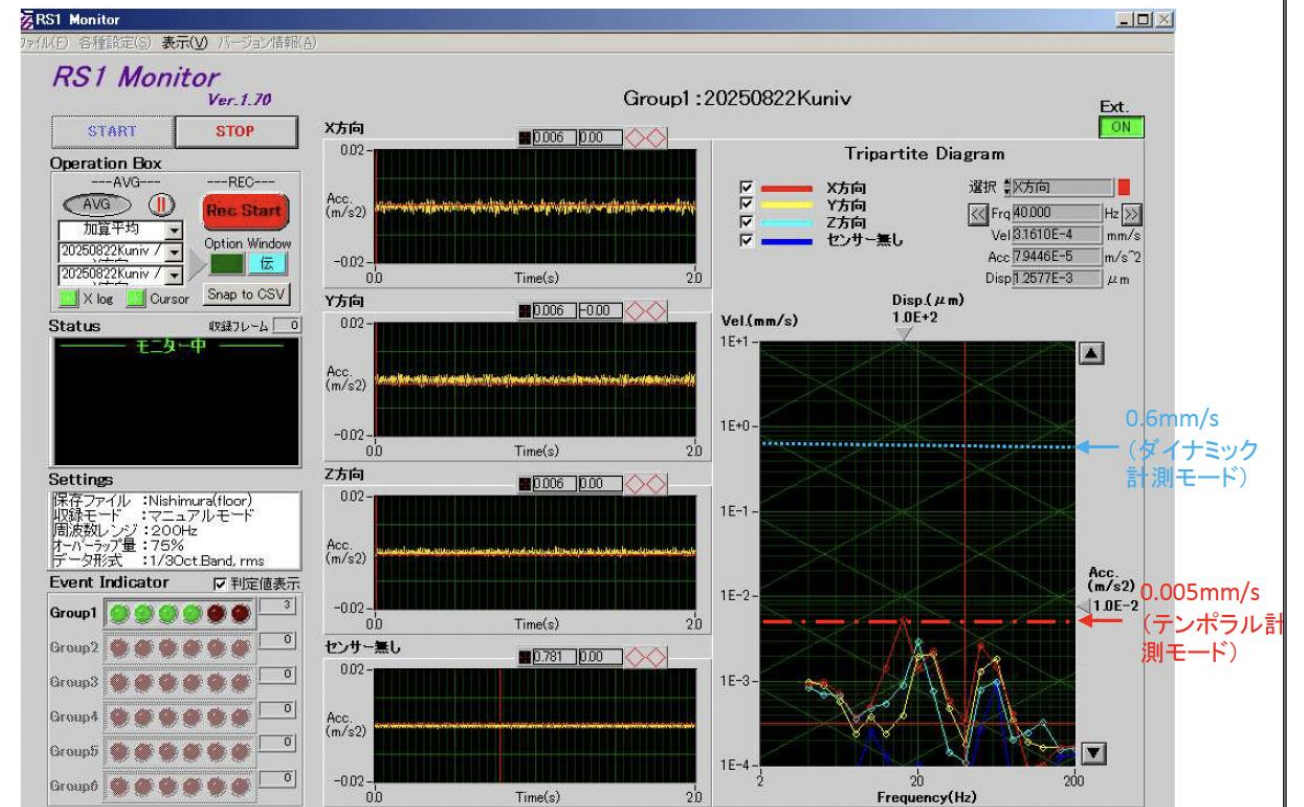 RS1 Monitor
ファイル(F) 各種設定(S) 表示(V) バージョン情報(A)
RS1 Monitor
Ver.1.70
START STOP
Group1 :20250822Kuniv
Ext.
ON
Operation Box
---AVG--- ---REC---
AVG Rec Start
加算平均
20250822Kuniv /
20250822Kuniv /
Option Window
伝
X log Cursor Snap to CSV
Status 収録フレーム 0
モニター中
Settings
保存ファイル :Nishimura(floor)
収録モード :マニュアルモード
周波数レンジ :200Hz
オーバーラップ量 :75%
データ形式 :1/3Oct.Band, rms
Event Indicator 判定値表示
Group1 3
Group2 0
Group3 0
Group4 0
Group5 0
Group6 0
X方向
0.006 0.00
0.02
Acc.
(m/s2)
-0.02
0.0 Time(s) 2.0
Y方向
0.006 -0.00
0.02
Acc.
(m/s2)
-0.02
0.0 Time(s) 2.0
Z方向
0.006 0.00
0.02
Acc.
(m/s2)
-0.02
0.0 Time(s) 2.0
センサー無し
0.781 0.00
0.02
Acc.
(m/s2)
-0.02
0.0 Time(s) 2.0
Tripartite Diagram
X方向
Y方向
Z方向
センサー無し
選択 X方向
<< Frq 40.000 Hz >>
Vel 3.1610E-4 mm/s
Acc 7.9446E-5 m/s^2
Disp 1.2577E-3 μm
Disp.(μm)
1.0E+2
Vel.(mm/s)
1E+1
1E+0
1E-1
1E-2
1E-3
1E-4
2 20 200
Frequency(Hz)
Acc.
(m/s2)
1.0E-2
0.6mm/s
(ダイナミック
計測モード)
0.005mm/s
(テンポラル計
測モード)